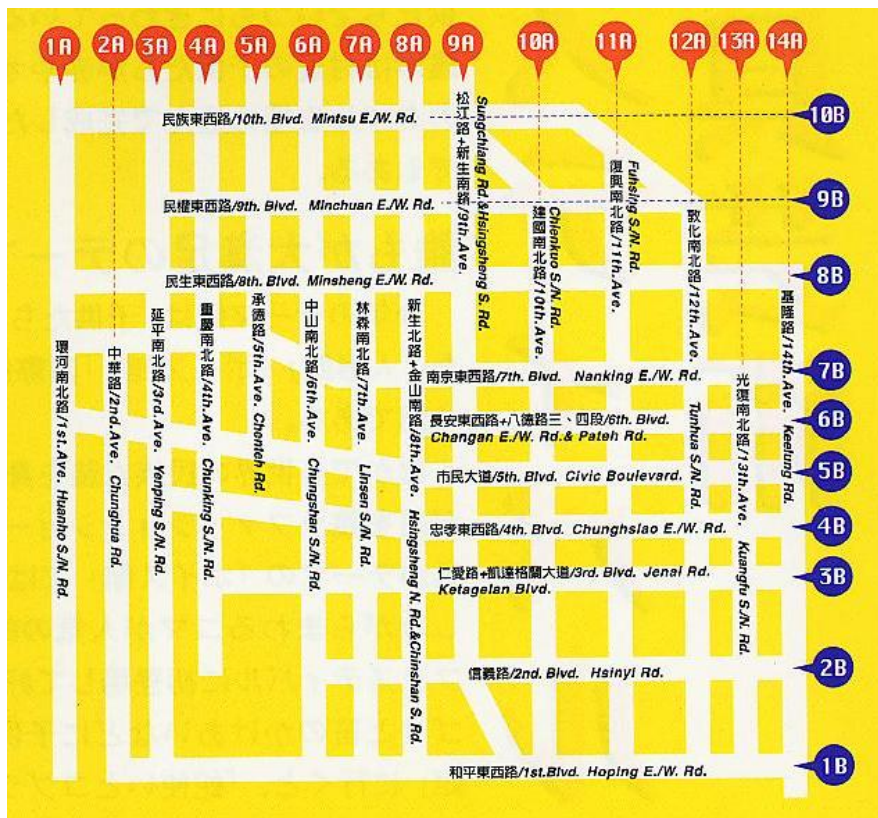 1A
2A
3A
4A
5A
6A
7A
8A
9A
10A
11A
12A
13A
14A
10B
9B
8B
7B
6B
5B
4B
3B
2B
1B
民族東西路/10th. Blvd. Mintsu E./W. Rd.
民權東西路/9th. Blvd. Minchuan E./W. Rd.
民生東西路/8th. Blvd. Minsheng E./W. Rd.
南京東西路/7th. Blvd. Nanking E./W. Rd.
長安東西路+八德路三、四段/6th. Blvd.
Changan E./W. Rd.& Pateh Rd.
市民大道/5th. Blvd. Civic Boulevard.
忠孝東西路/4th. Blvd. Chunghsiao E./W. Rd.
仁愛路+凱達格蘭大道/3rd. Blvd. Jenai Rd.
Ketagelan Blvd.
信義路/2nd. Blvd. Hsinyi Rd.
和平東西路/1st.Blvd. Hoping E./W. Rd.
環河南北路/1st.Ave. Huanho S./N. Rd.
中華路/2nd.Ave. Chunghua Rd.
延平南北路/3rd.Ave. Yenping S./N. Rd.
重慶南北路/4th.Ave. Chunking S./N. Rd.
承德路/5th.Ave. Chemteh Rd.
中山南北路/6th.Ave. Chungshan S./N. Rd.
林森南北路/7th.Ave. Linsen S./N. Rd.
新生北路+金山南路/8th.Ave. Hsingsheng N. Rd.&Chinshan S. Rd.
松江路+新生南路/9th.Ave.
Sungchiang Rd.&Hsingsheng S. Rd.
建國南北路/10th.Ave.
Chienkuo S./N. Rd.
復興南北路/11th.Ave.
Fuhsing S./N. Rd.
敦化南北路/12th.Ave.
Tunhua S./N. Rd.
光復南北路/13th.Ave. Kuangfu S./N. Rd.
基隆路/14th.Ave. Keelung Rd.